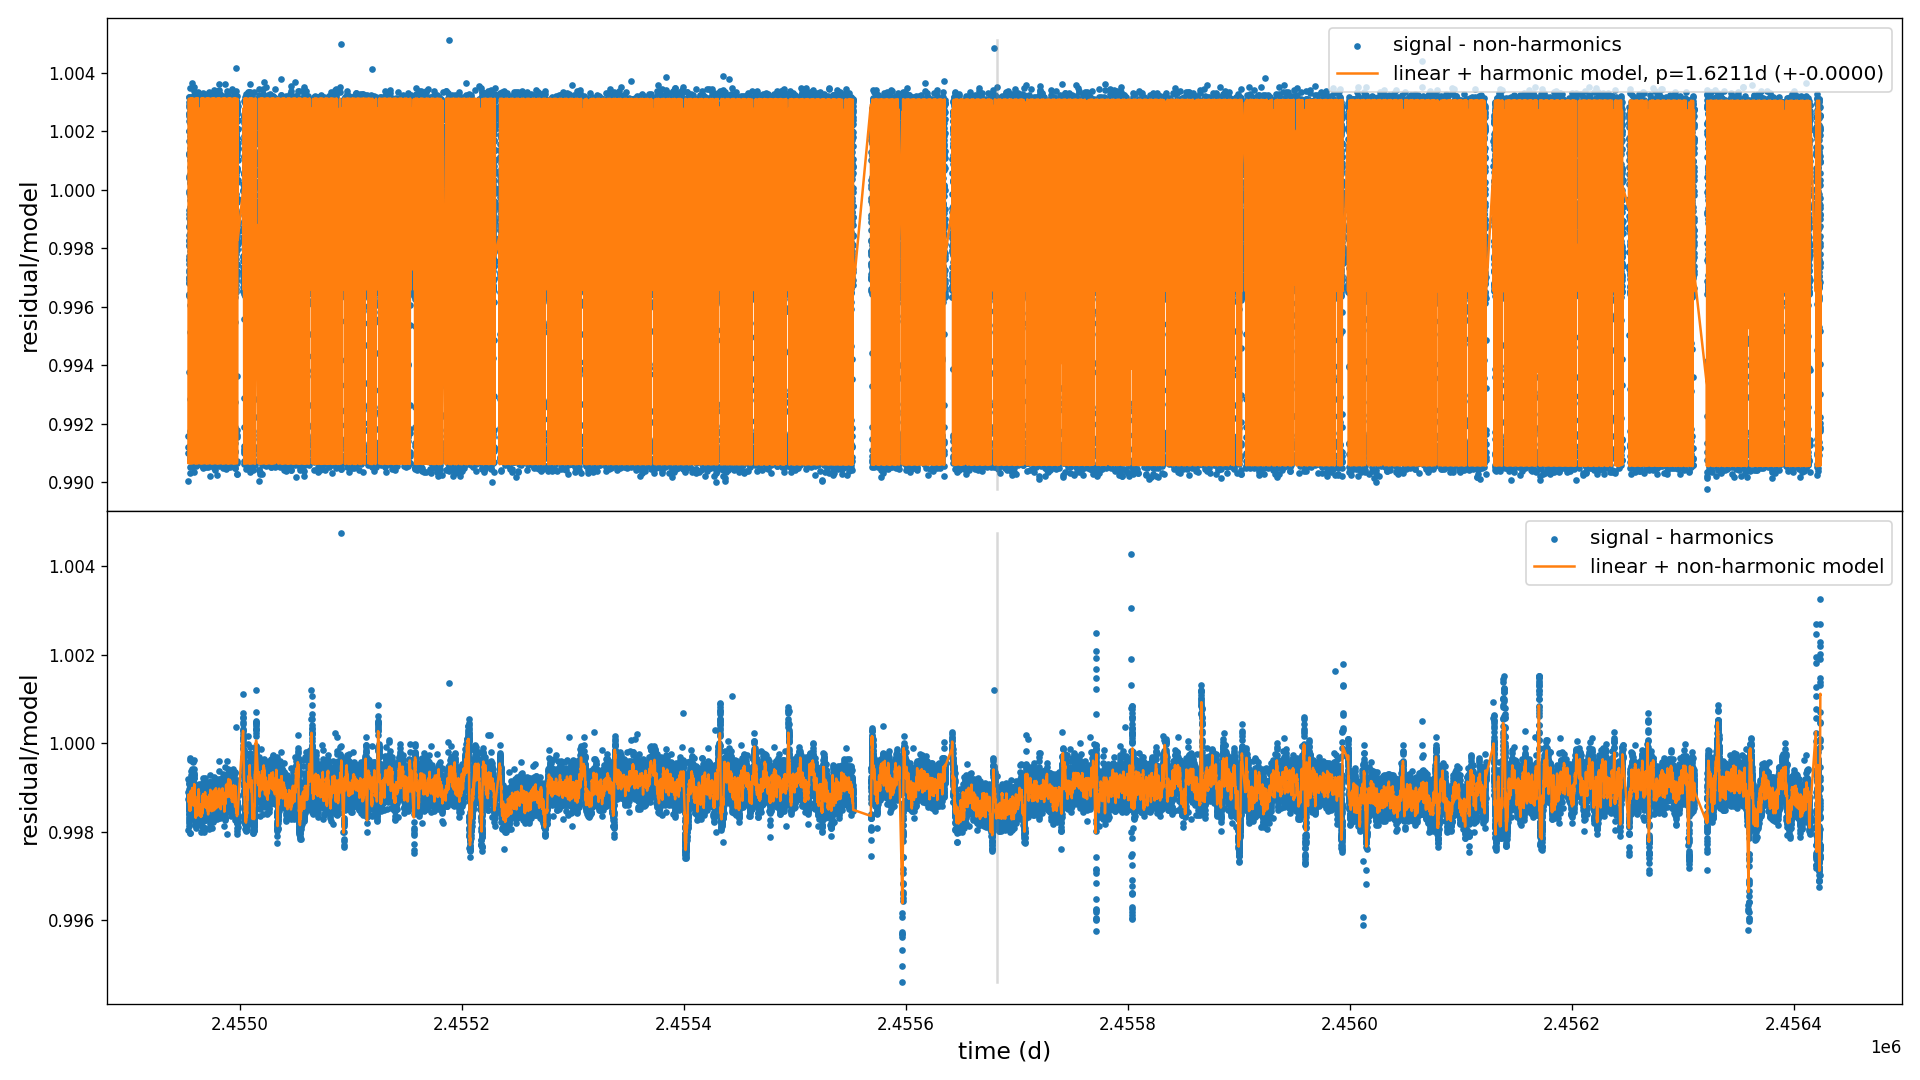 signal - non-harmonics
linear + harmonic model, p=1.6211d (+-0.0000)
residual/model
1.004
1.002
1.000
0.998
0.996
0.994
0.992
0.990
signal - harmonics
linear + non-harmonic model
residual/model
1.004
1.002
1.000
0.998
0.996
2.4550
2.4552
2.4554
2.4556
2.4558
2.4560
2.4562
2.4564
time (d)
1e6